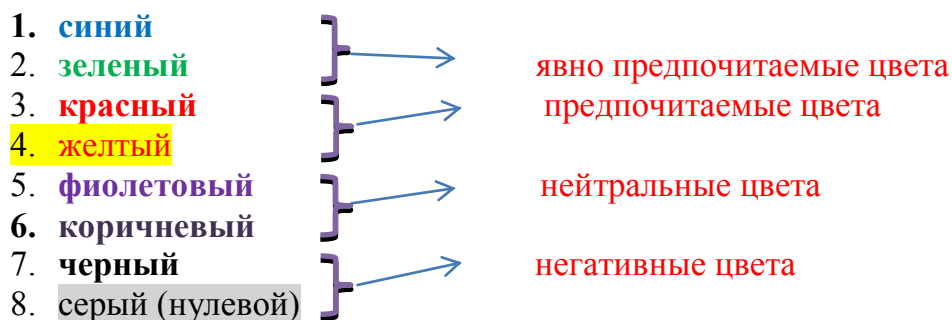 1. синий
2. зеленый явно предпочитаемые цвета
3. красный предпочитаемые цвета
4. желтый
5. фиолетовый нейтральные цвета
6. коричневый
7. черный негативные цвета
8. серый (нулевой)